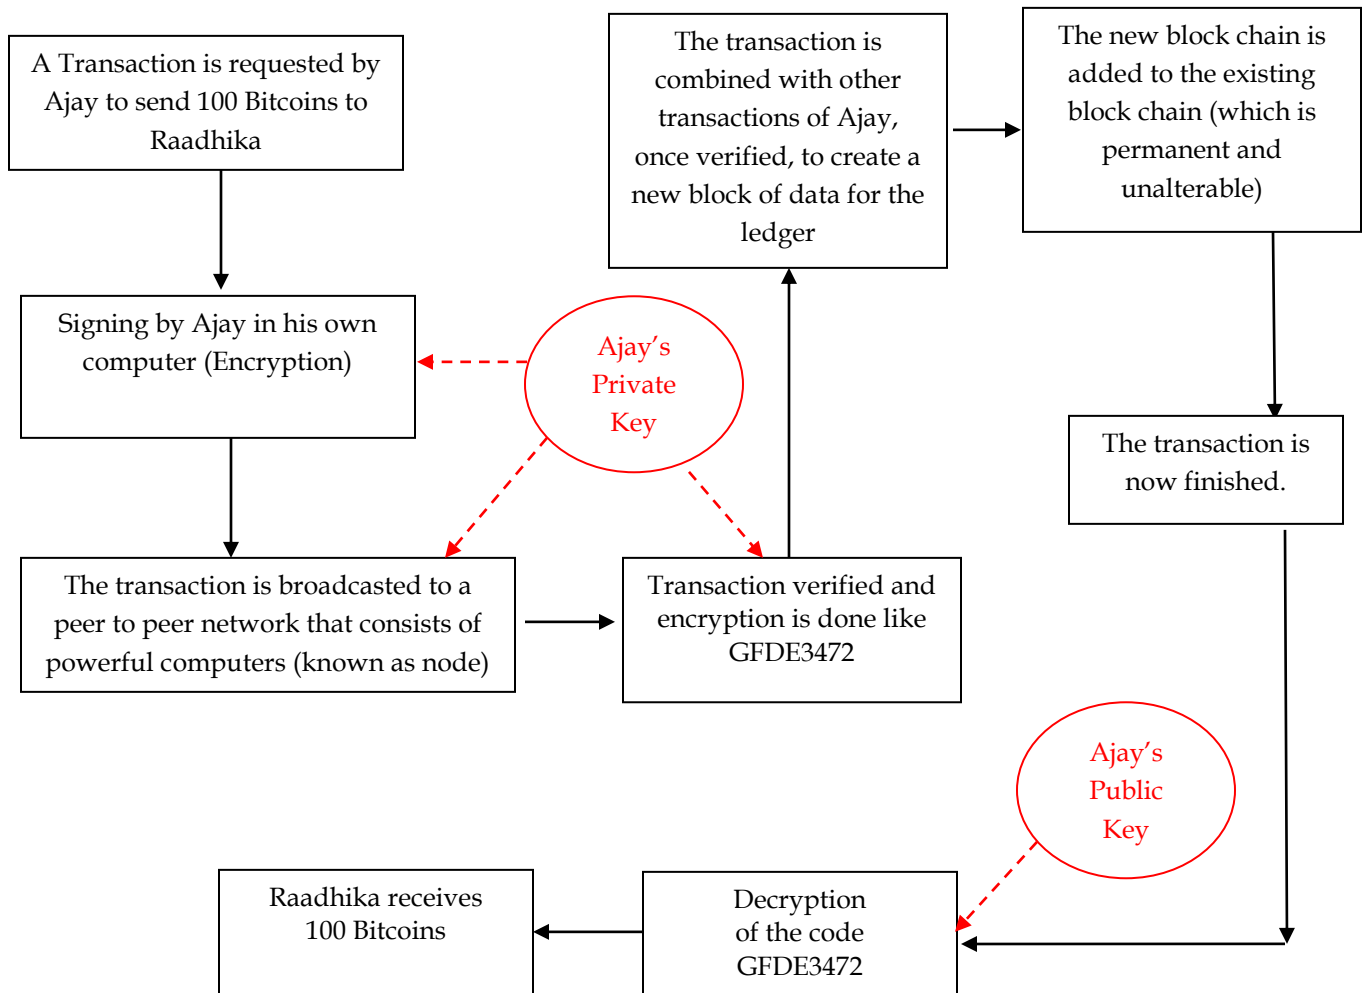 A Transaction is requested by
Ajay to send 100 Bitcoins to
Raadhika
Signing by Ajay in his own
computer (Encryption)
Ajay’s
Private
Key
The transaction is broadcasted to a
peer to peer network that consists of
powerful computers (known as node)
Transaction verified and
encryption is done like
GFDE3472
The transaction is
combined with other
transactions of Ajay,
once verified, to create a
new block of data for the
ledger
The new block chain is
added to the existing
block chain (which is
permanent and
unalterable)
The transaction is
now finished.
Ajay’s
Public
Key
Decryption
of the code
GFDE3472
Raadhika receives
100 Bitcoins